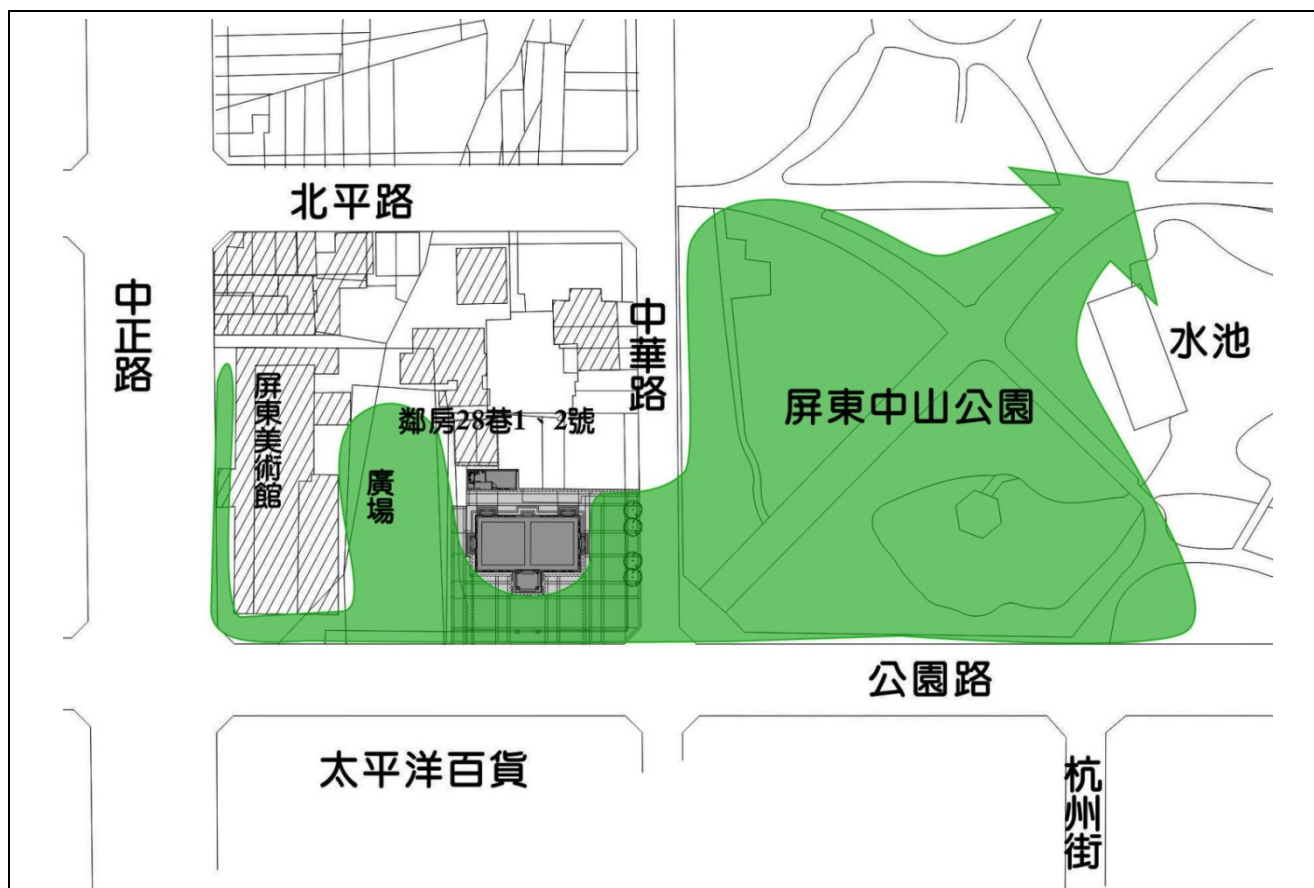 北平路
中正路
中華路
水池
屏東美術館
鄰房28巷1、2號
屏東中山公園
廣場
公園路
太平洋百貨
杭州街